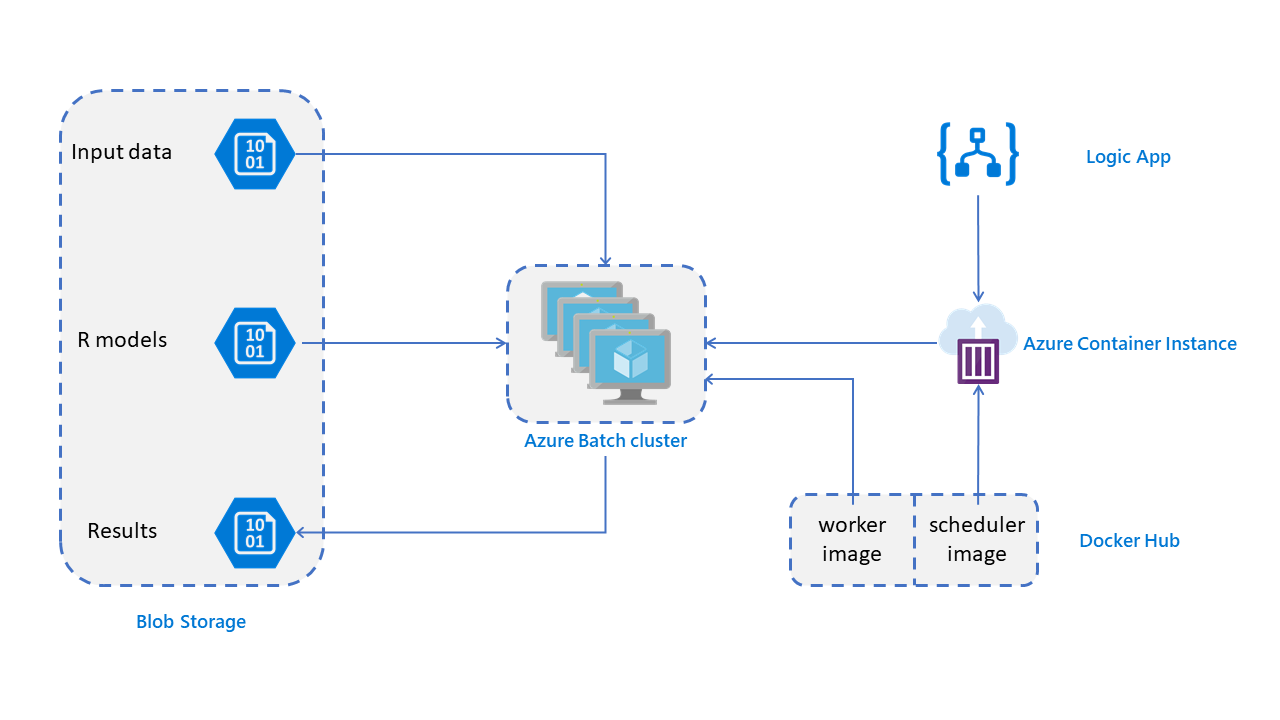 Input data
10
01
Logic App
R models
10
01
Azure Container Instance
Azure Batch cluster
Results
10
01
worker
image
scheduler
image
Docker Hub
Blob Storage